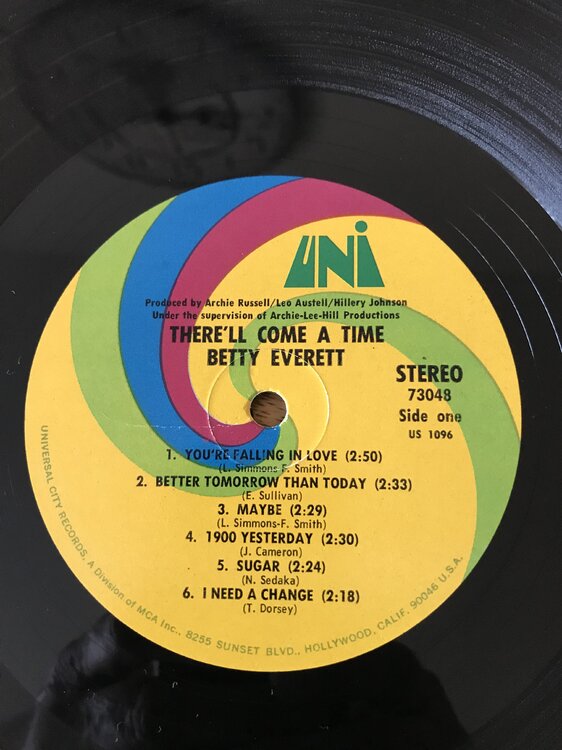 UNI
Produced by Archie Russell/Leo Austell/Hillery Johnson
Under the supervision of Archie-Lee-Hill Productions
THERE'LL COME A TIME
BETTY EVERETT
STEREO
73048
Side one
US 1096
1. YOU'RE FALLING IN LOVE (2:50)
(L. Simmons F. Smith)
2. BETTER TOMORROW THAN TODAY (2:33)
(E. Sullivan)
3. MAYBE (2:29)
(L. Simmons-F. Smith)
4. 1900 YESTERDAY (2:30)
(J. Cameron)
5. SUGAR (2:24)
(N. Sedaka)
6. I NEED A CHANGE (2:18)
(T. Dorsey)
UNIVERSAL CITY RECORDS, A Division of MCA Inc., 8255 SUNSET BLVD., HOLLYWOOD, CALIF. 90046 U.S.A.